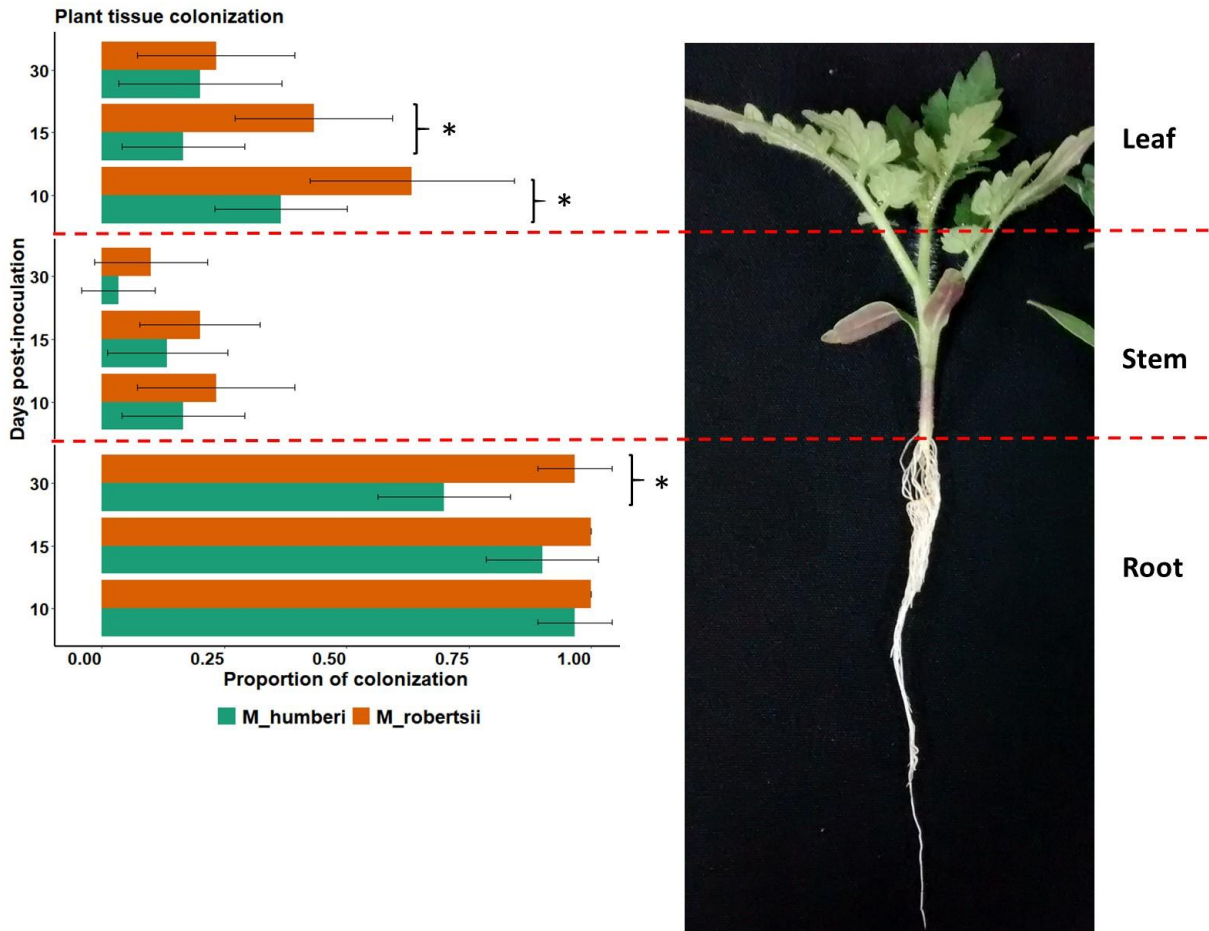 Plant tissue colonization
30
15
10
30
15
10
30
15
10
*
*
*
Days post-inoculation
0.00 0.25 0.50 0.75 1.00
Proportion of colonization
M_humberi M_robertsii
Leaf
Stem
Root